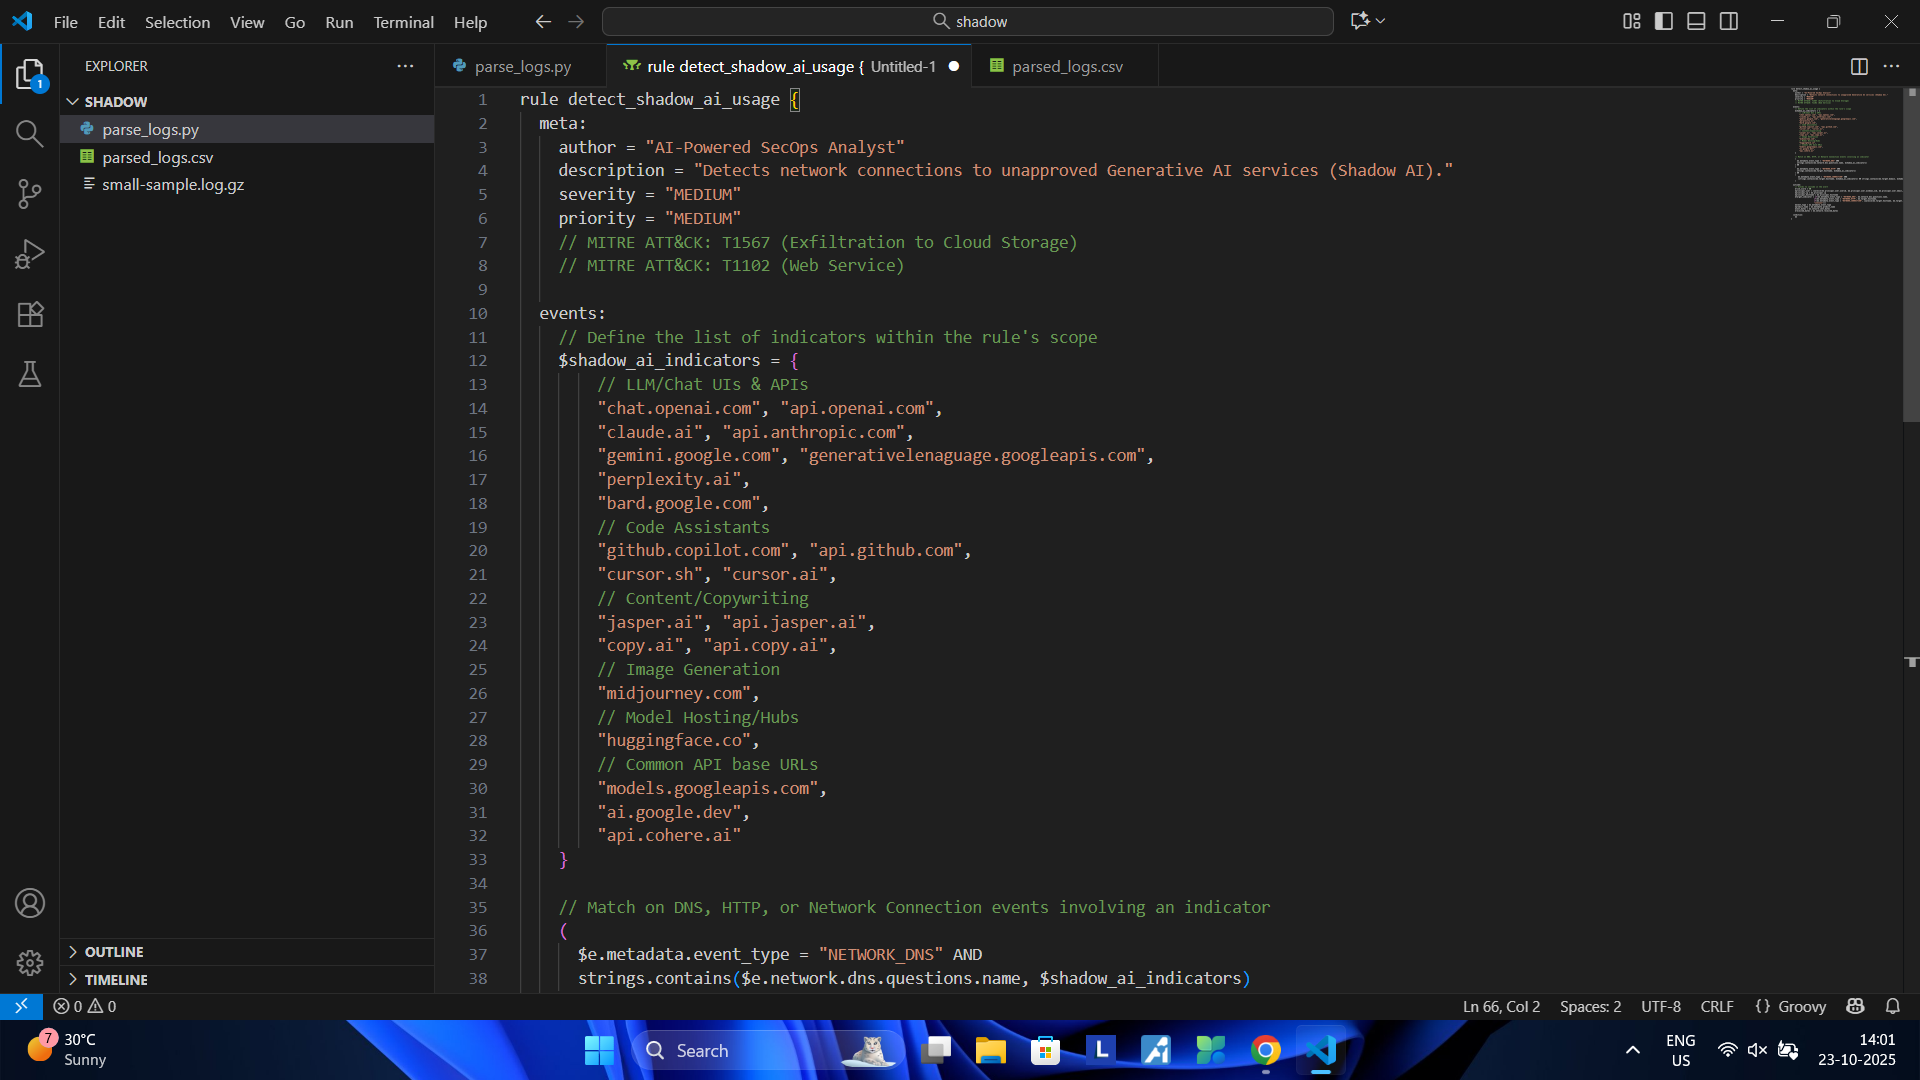 File Edit Selection View Go Run Terminal Help
shadow
EXPLORER
SHADOW
parse_logs.py
parsed_logs.csv
small-sample.log.gz
OUTLINE
TIMELINE
1
parse_logs.py
rule detect_shadow_ai_usage { Untitled-1
parsed_logs.csv
1 rule detect_shadow_ai_usage {
2 meta:
3 author = "AI-Powered SecOps Analyst"
4 description = "Detects network connections to unapproved Generative AI services (Shadow AI)."
5 severity = "MEDIUM"
6 priority = "MEDIUM"
7 // MITRE ATT&CK: T1567 (Exfiltration to Cloud Storage)
8 // MITRE ATT&CK: T1102 (Web Service)
9
10 events:
11 // Define the list of indicators within the rule's scope
12 $shadow_ai_indicators = {
13 // LLM/Chat UIs & APIs
14 "chat.openai.com", "api.openai.com",
15 "claude.ai", "api.anthropic.com",
16 "gemini.google.com", "generativelenaguage.googleapis.com",
17 "perplexity.ai",
18 "bard.google.com",
19 // Code Assistants
20 "github.copilot.com", "api.github.com",
21 "cursor.sh", "cursor.ai",
22 // Content/Copywriting
23 "jasper.ai", "api.jasper.ai",
24 "copy.ai", "api.copy.ai",
25 // Image Generation
26 "midjourney.com",
27 // Model Hosting/Hubs
28 "huggingface.co",
29 // Common API base URLs
30 "models.googleapis.com",
31 "ai.google.dev",
32 "api.cohere.ai"
33 }
34
35 // Match on DNS, HTTP, or Network Connection events involving an indicator
36 (
37 $e.metadata.event_type = "NETWORK_DNS" AND
38 strings.contains($e.network.dns.questions.name, $shadow_ai_indicators)
0 0
Ln 66, Col 2 Spaces: 2 UTF-8 CRLF {} Groovy
7
30°C
Sunny
Search
L
ENG
US
14:01
23-10-2025